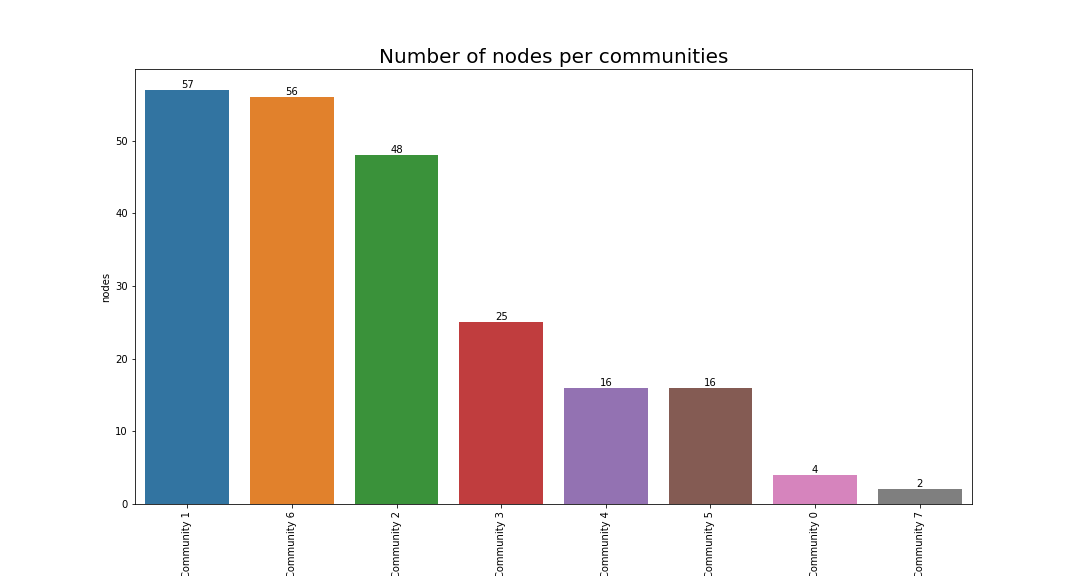 Number of nodes per communities
57
56
48
25
16
16
4
2
50
40
30
20
10
0
nodes
Community 1
Community 6
Community 2
Community 3
Community 4
Community 5
Community 0
Community 7